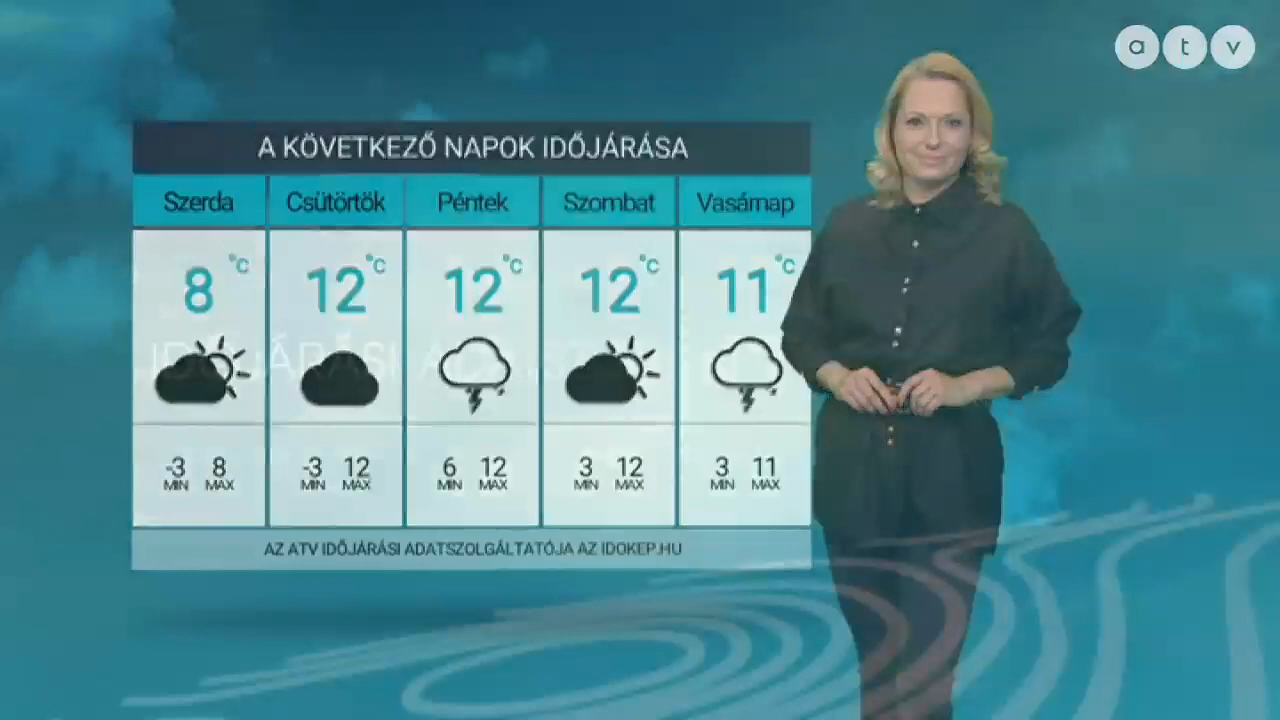 atv
A KÖVETKEZŐ NAPOK IDŐJÁRÁSA
Szerda Csütörtök Péntek Szombat Vasárnap
8 °C 12 °C 12 °C 12 °C 11 °C
-3 8 -3 12 6 12 3 12 3 11
MIN MAX MIN MAX MIN MAX MIN MAX MIN MAX
AZ ATV IDŐJÁRÁSI ADATSZOLGÁLTATÓJA AZ IDOKEP.HU